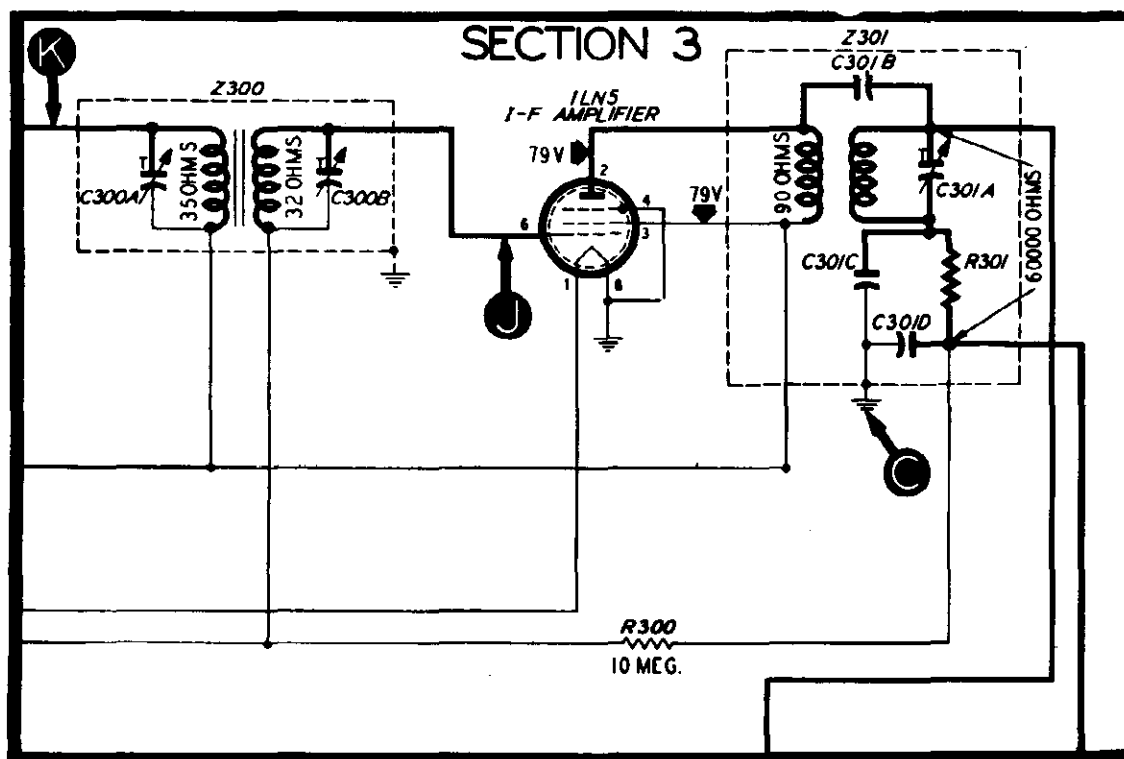 SECTION 3
K
Z300
1LN5
I-F AMPLIFIER
Z301
C301B
79V
2
T
C300A
35 OHMS
32 OHMS
T
C300B
6
4
3
79V
90 OHMS
T
C301A
60000 OHMS
C301C
R301
1
8
J
C301D
C
R300
10 MEG.